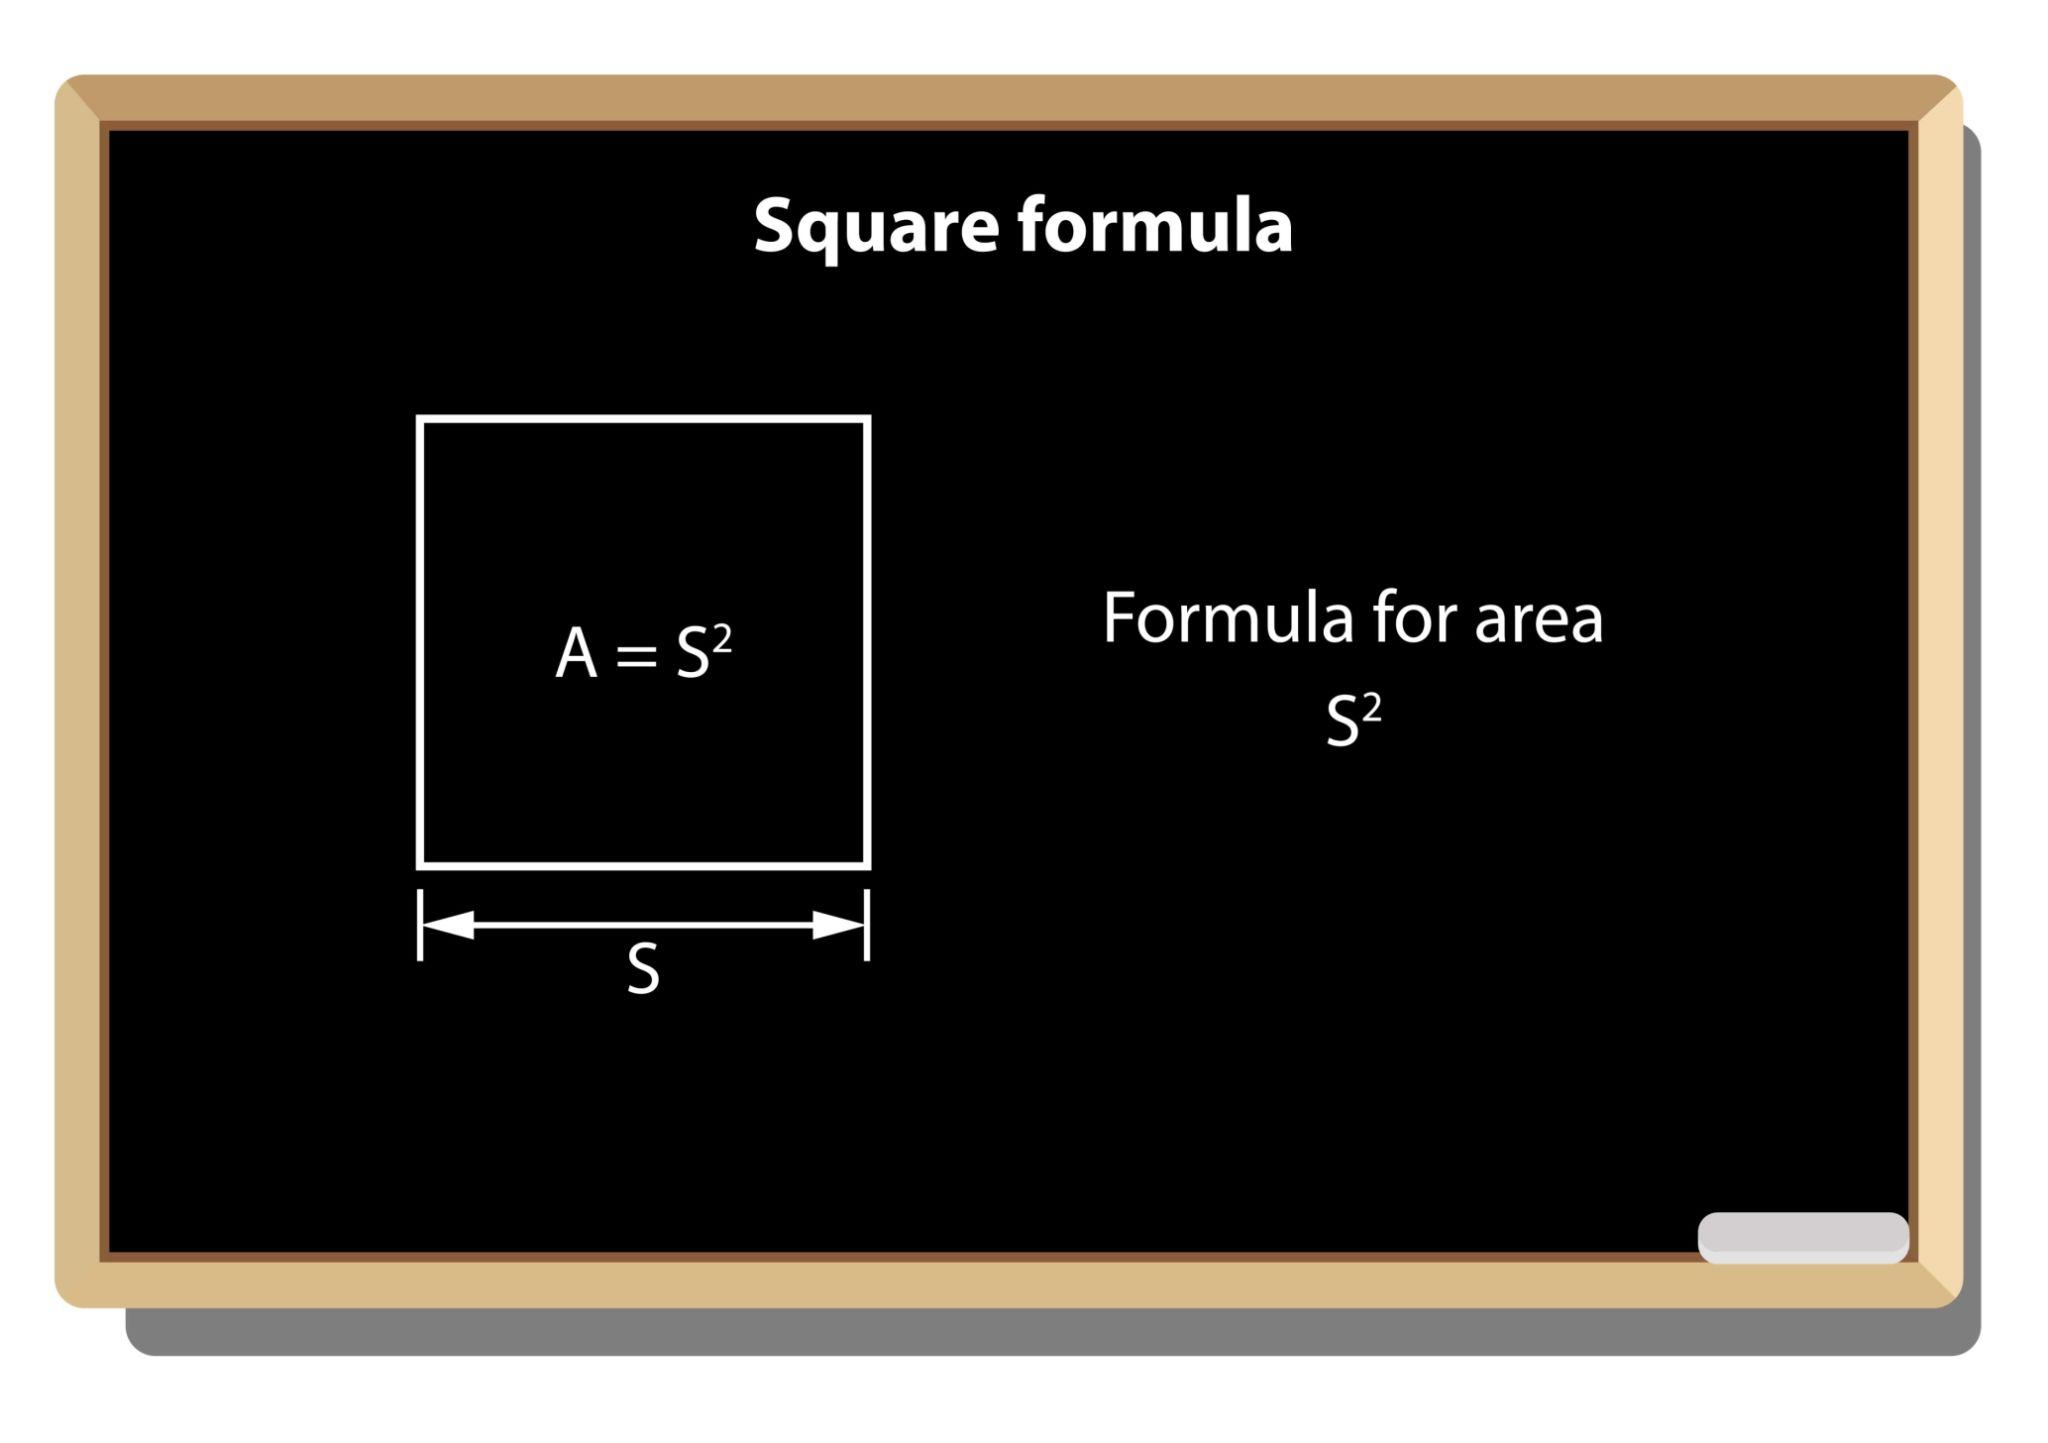 Square formula
A = S²
Formula for area
S²
S